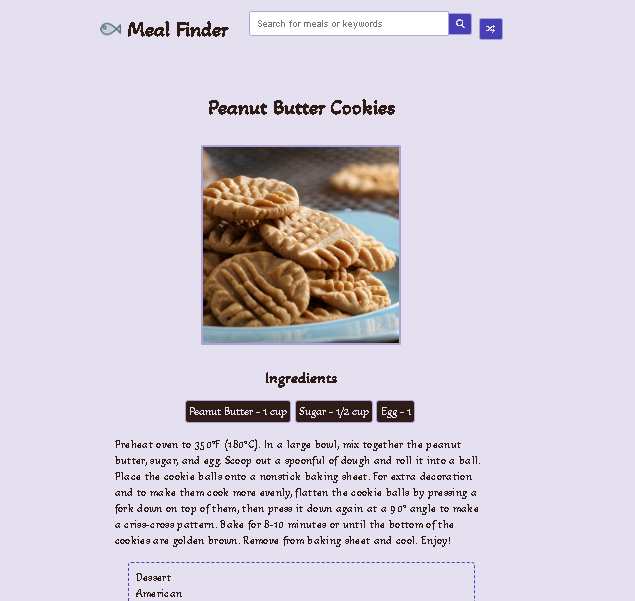 Meal Finder
Search for meals or keywords
Peanut Butter Cookies
Ingredients
Peanut Butter - 1 cup
Sugar - 1/2 cup
Egg - 1
Preheat oven to 350°F (180°C). In a large bowl, mix together the peanut
butter, sugar, and egg. Scoop out a spoonful of dough and roll it into a ball.
Place the cookie balls onto a nonstick baking sheet. For extra decoration
and to make them cook more evenly, flatten the cookie balls by pressing a
fork down on top of them, then press it down again at a 90° angle to make
a criss-cross pattern. Bake for 8-10 minutes or until the bottom of the
cookies are golden brown. Remove from baking sheet and cool. Enjoy!
Dessert
American